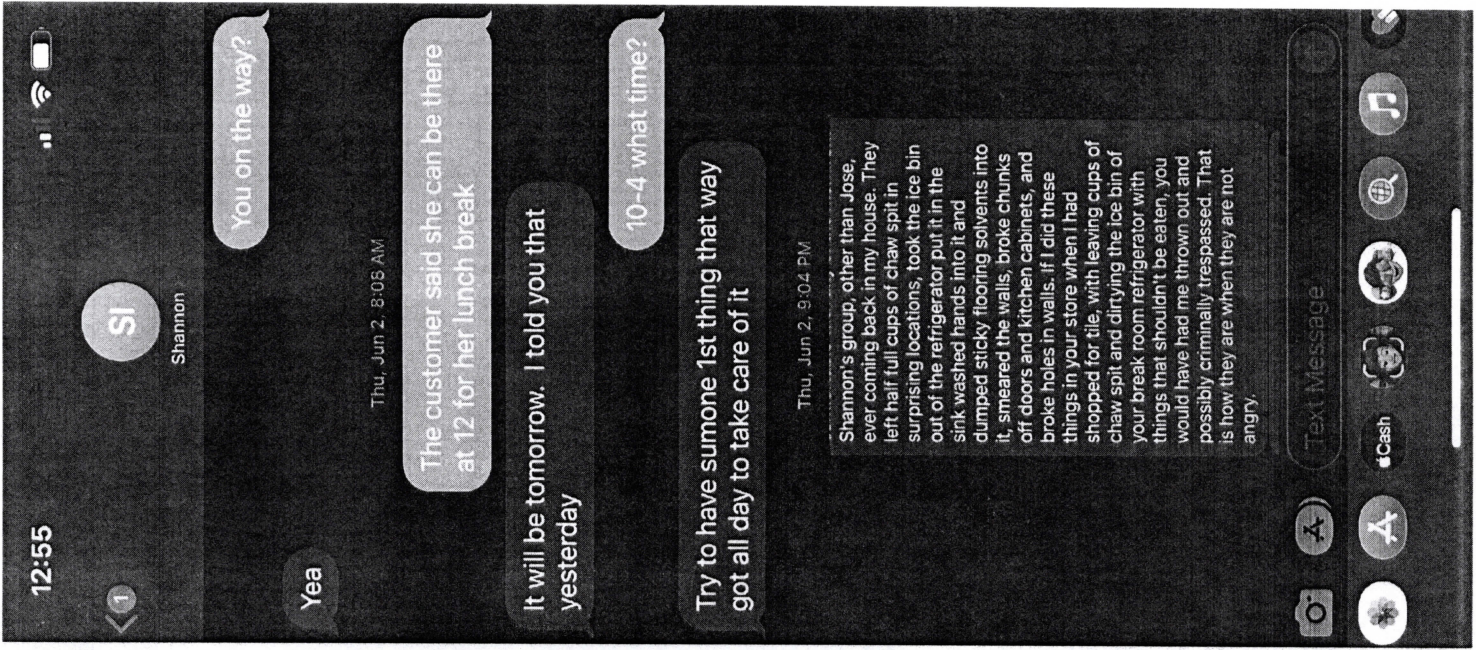 12:55
1
SI
Shannon
You on the way?
Yea
Thu, Jun 2, 8:08 AM
The customer said she can be there
at 12 for her lunch break
It will be tomorrow. I told you that
yesterday
10-4 what time?
Try to have sumone 1st thing that way
got all day to take care of it
Thu, Jun 2, 9:04 PM
Shannon's group, other than Jose,
ever coming back in my house. They
left half full cups of chaw spit in
surprising locations, took the ice bin
out of the refrigerator put it in the
sink washed hands into it and
dumped sticky flooring solvents into
it, smeared the walls, broke chunks
off doors and kitchen cabinets, and
broke holes in walls. If I did these
things in your store when I had
shopped for tile, with leaving cups of
chaw spit and dirtying the ice bin of
your break room refrigerator with
things that shouldn't be eaten, you
would have had me thrown out and
possibly criminally trespassed. That
is how they are when they are not
angry.
Text Message
Cash